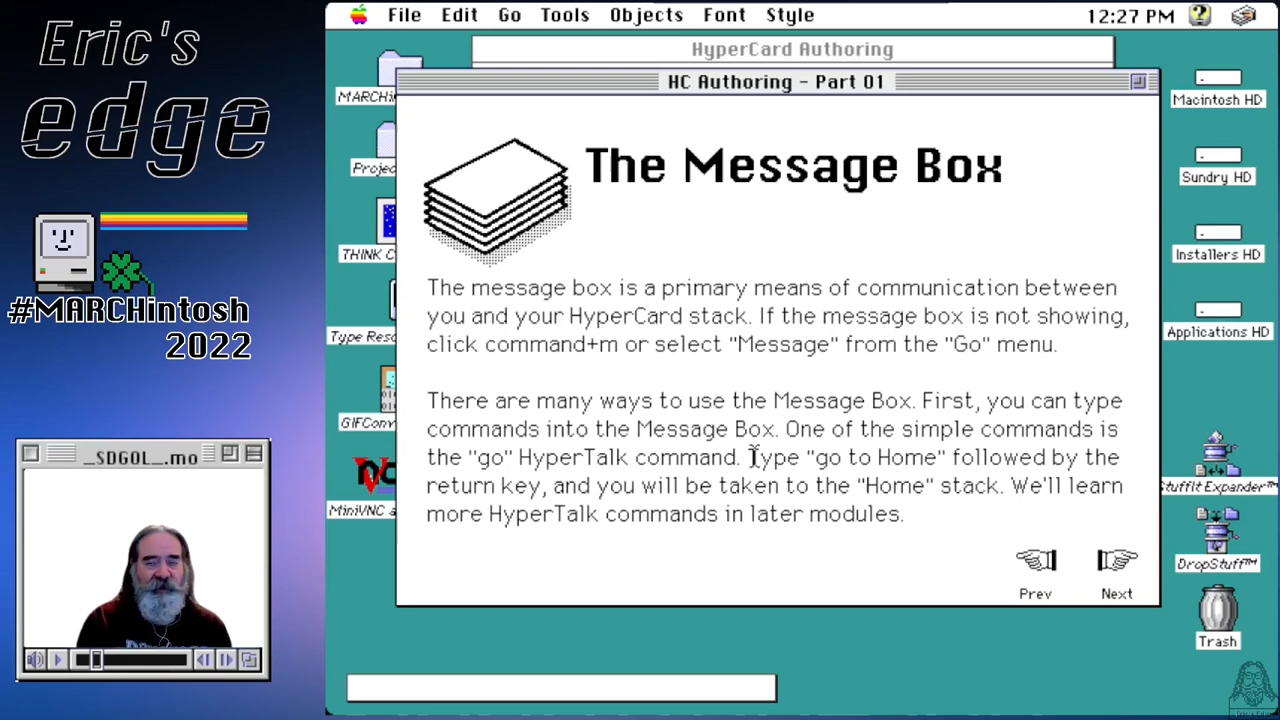 Eric's
edge
#MARCHintosh
2022
_SDGOL_.mo
File Edit Go Tools Objects Font Style
12:27 PM
HyperCard Authoring
HC Authoring - Part 01
The Message Box
The message box is a primary means of communication between
you and your HyperCard stack. If the message box is not showing,
click command+m or select "Message" from the "Go" menu.
There are many ways to use the Message Box. First, you can type
commands into the Message Box. One of the simple commands is
the "go" HyperTalk command. Type "go to Home" followed by the
return key, and you will be taken to the "Home" stack. We'll learn
more HyperTalk commands in later modules.
Prev
Next
MARCHin
Projec
THINK C
Type Reso
GIFConv
MiniVNC a
Macintosh HD
Sundry HD
Installers HD
Applications HD
StuffIt Expander™
DropStuff™
Trash